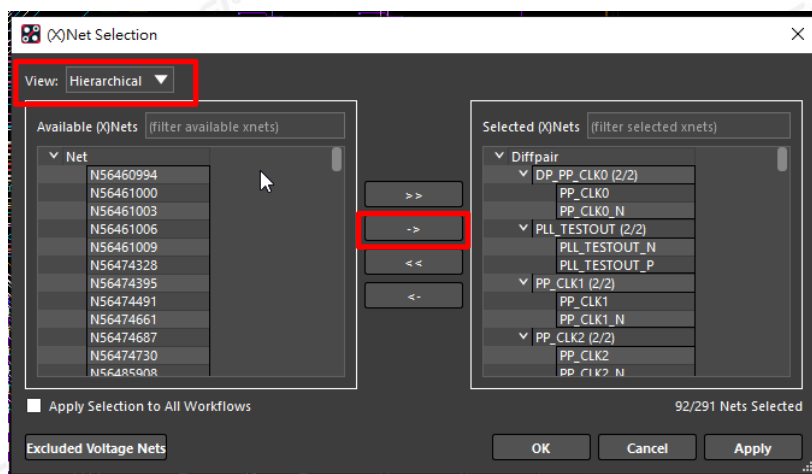 (X)Net Selection
View: Hierarchical
Available (X)Nets (filter available xnets)
Net
N56460994
N56461000
N56461003
N56461006
N56461009
N56474328
N56474395
N56474491
N56474661
N56474687
N56474730
N56485908
>>
->
<<
<-
Selected (X)Nets (filter selected xnets)
Diffpair
DP_PP_CLK0 (2/2)
PP_CLK0
PP_CLK0_N
PLL_TESTOUT (2/2)
PLL_TESTOUT_N
PLL_TESTOUT_P
PP_CLK1 (2/2)
PP_CLK1
PP_CLK1_N
PP_CLK2 (2/2)
PP_CLK2
PP_CLK2_N
Apply Selection to All Workflows
92/291 Nets Selected
Excluded Voltage Nets
OK Cancel Apply